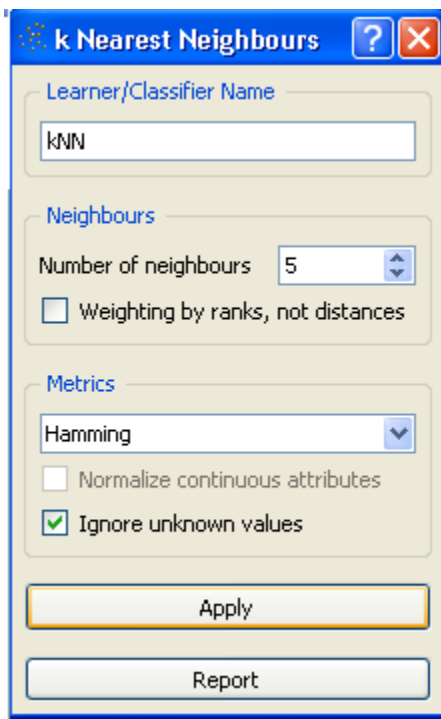 k Nearest Neighbours
Learner/Classifier Name
kNN
Neighbours
Number of neighbours 5
Weighting by ranks, not distances
Metrics
Hamming
Normalize continuous attributes
Ignore unknown values
Apply
Report